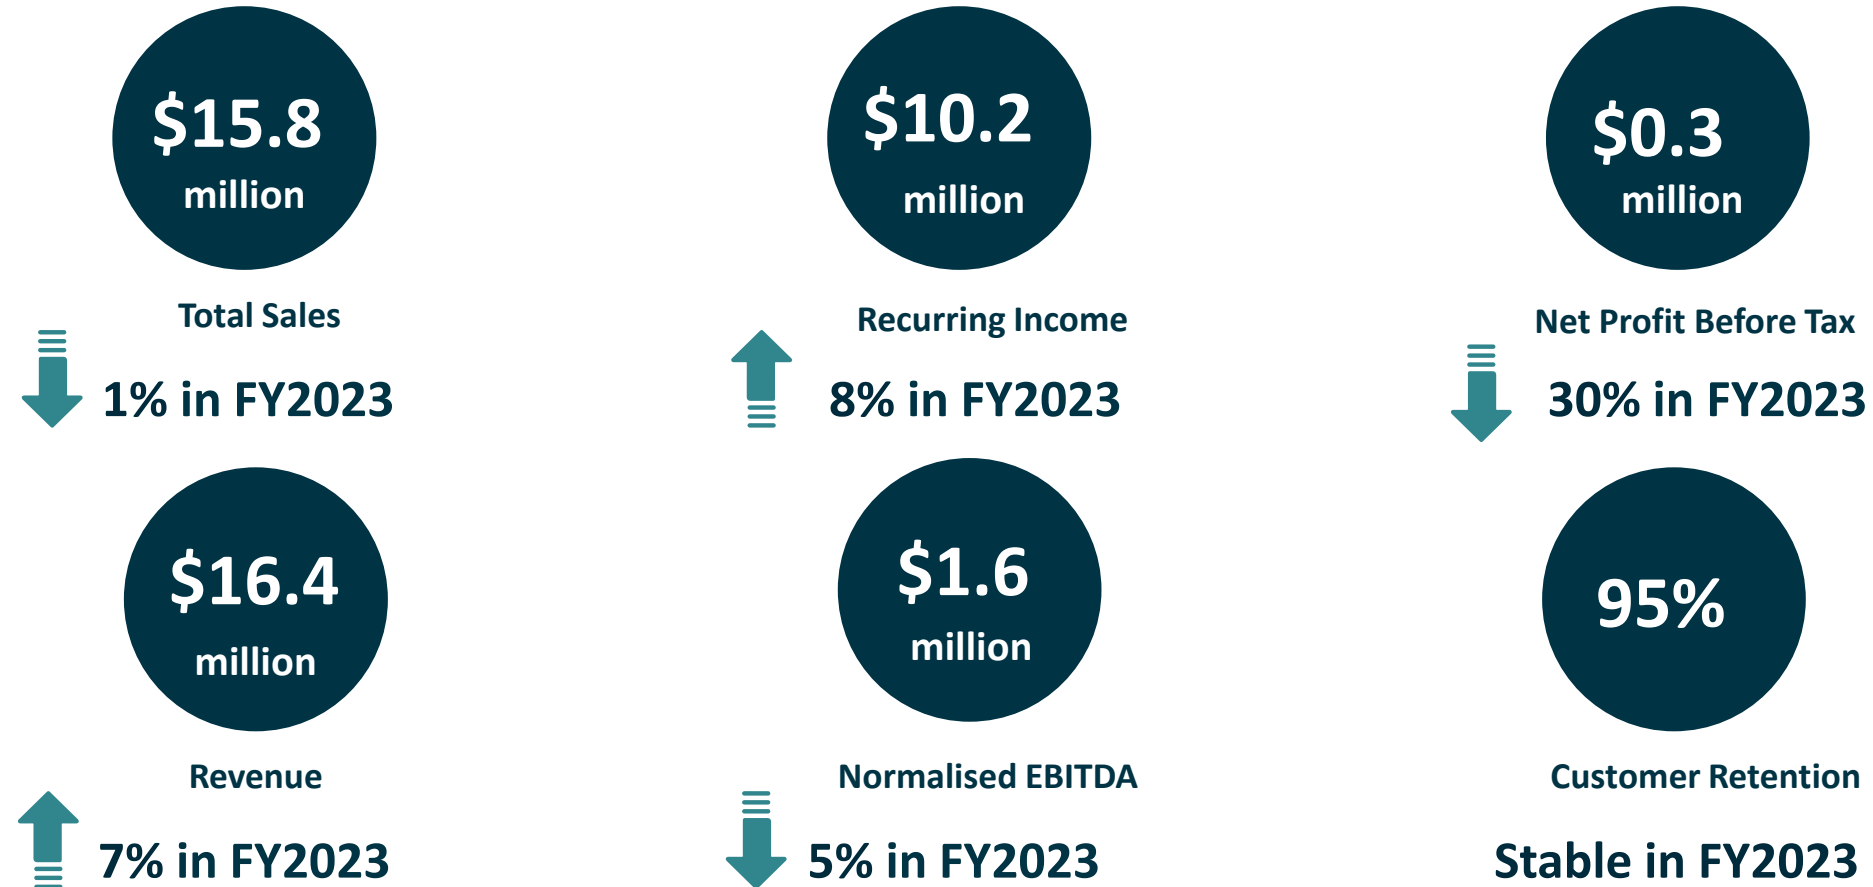 $15.8
million
Total Sales
1% in FY2023
$10.2
million
Recurring Income
8% in FY2023
$0.3
million
Net Profit Before Tax
30% in FY2023
$16.4
million
Revenue
7% in FY2023
$1.6
million
Normalised EBITDA
5% in FY2023
95%
Customer Retention
Stable in FY2023